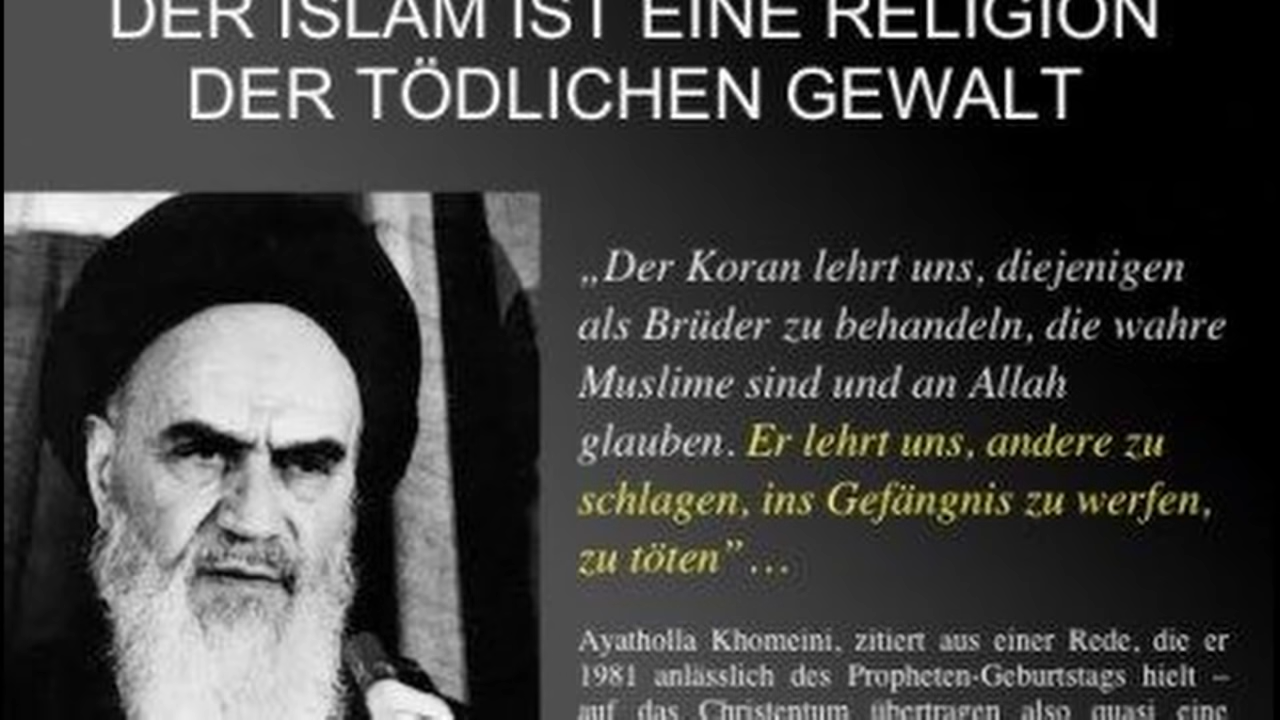 DER ISLAM IST EINE RELIGION
DER TÖDLICHEN GEWALT
„Der Koran lehrt uns, diejenigen
als Brüder zu behandeln, die wahre
Muslime sind und an Allah
glauben. Er lehrt uns, andere zu
schlagen, ins Gefängnis zu werfen,
zu töten”…
Ayatholla Khomeini, zitiert aus einer Rede, die er
1981 anlässlich des Propheten-Geburtstags hielt –
auf das Christentum übertragen also quasi eine